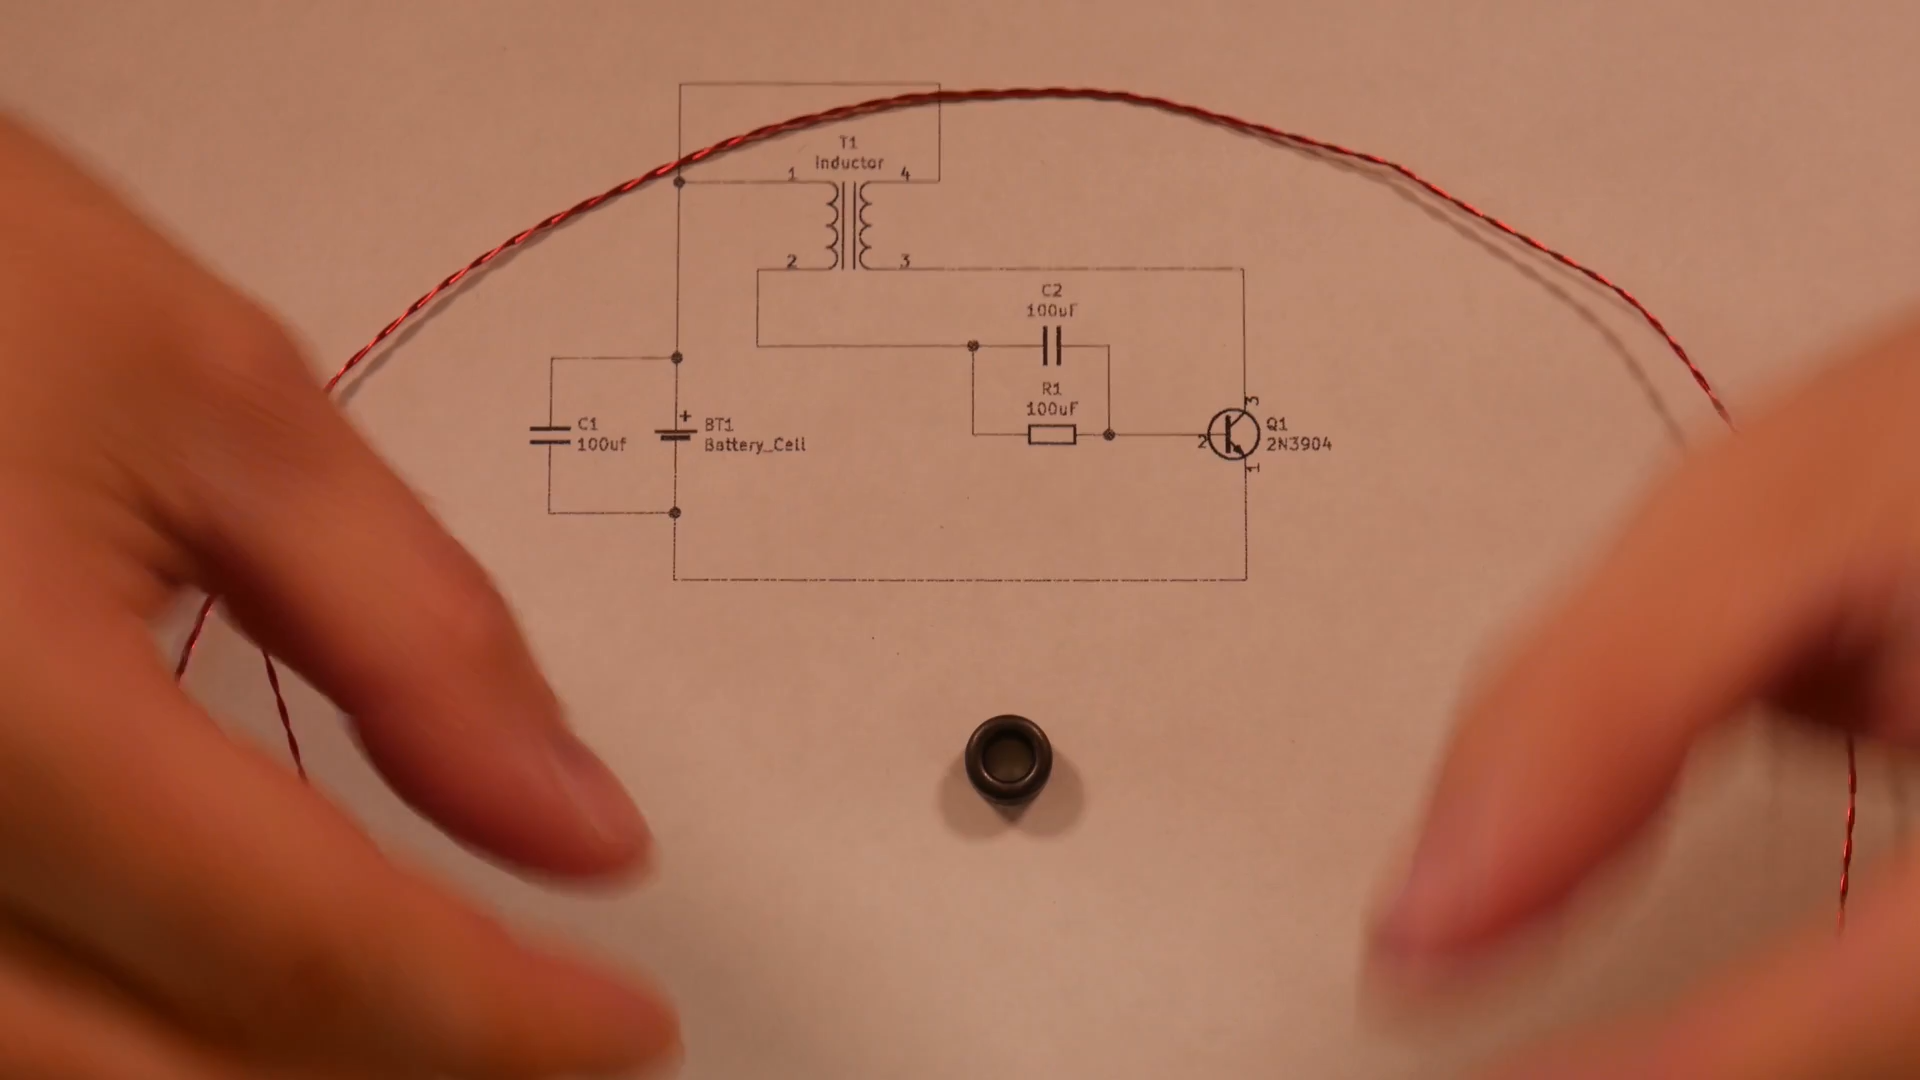 T1
Inductor
1
4
2
3
C2
100uF
R1
100uF
C1
100uf
+
BT1
Battery_Cell
3
2
1
Q1
2N3904